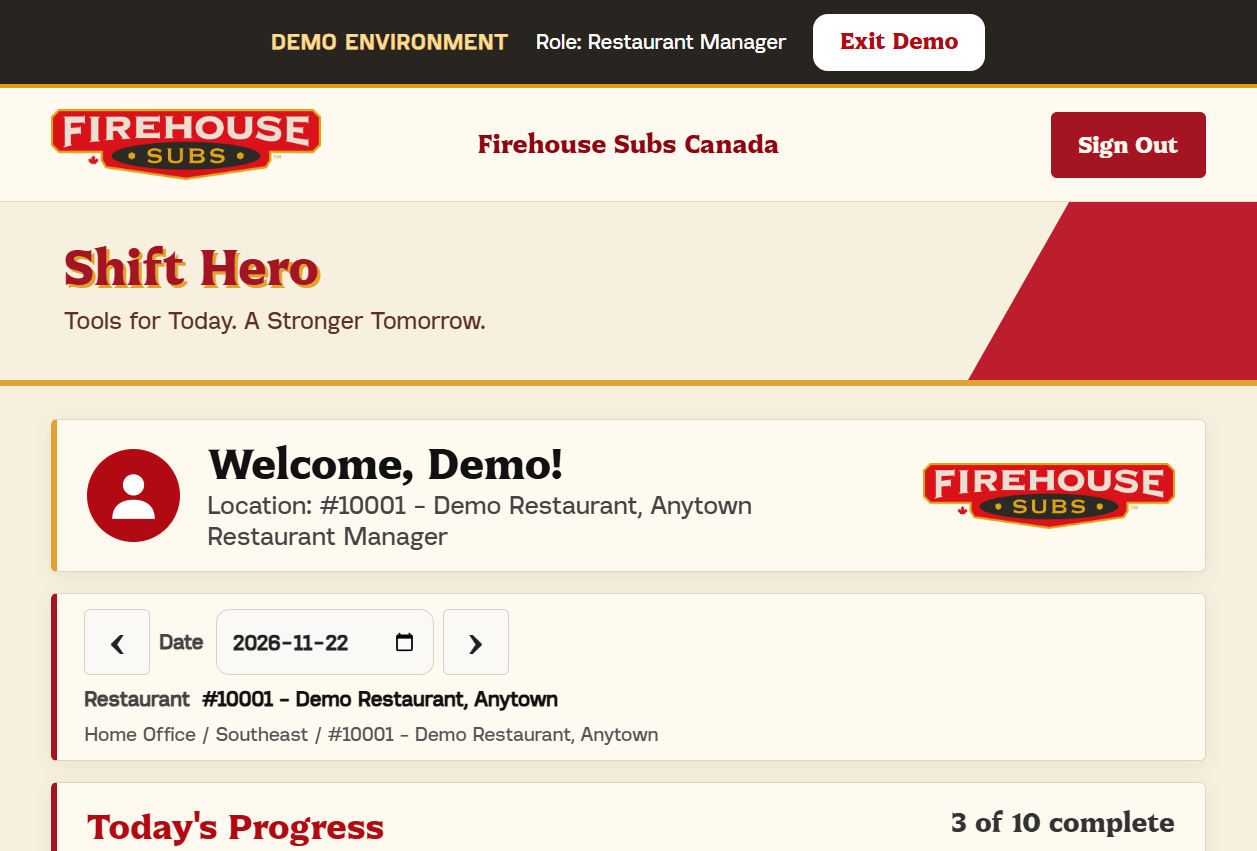 DEMO ENVIRONMENT Role: Restaurant Manager Exit Demo
FIREHOUSE
SUBS™
Firehouse Subs Canada
Sign Out
Shift Hero
Tools for Today. A Stronger Tomorrow.
Welcome, Demo!
Location: #10001 – Demo Restaurant, Anytown
Restaurant Manager
FIREHOUSE
SUBS™
‹ Date 2026-11-22 ›
Restaurant #10001 – Demo Restaurant, Anytown
Home Office / Southeast / #10001 – Demo Restaurant, Anytown
Today's Progress 3 of 10 complete